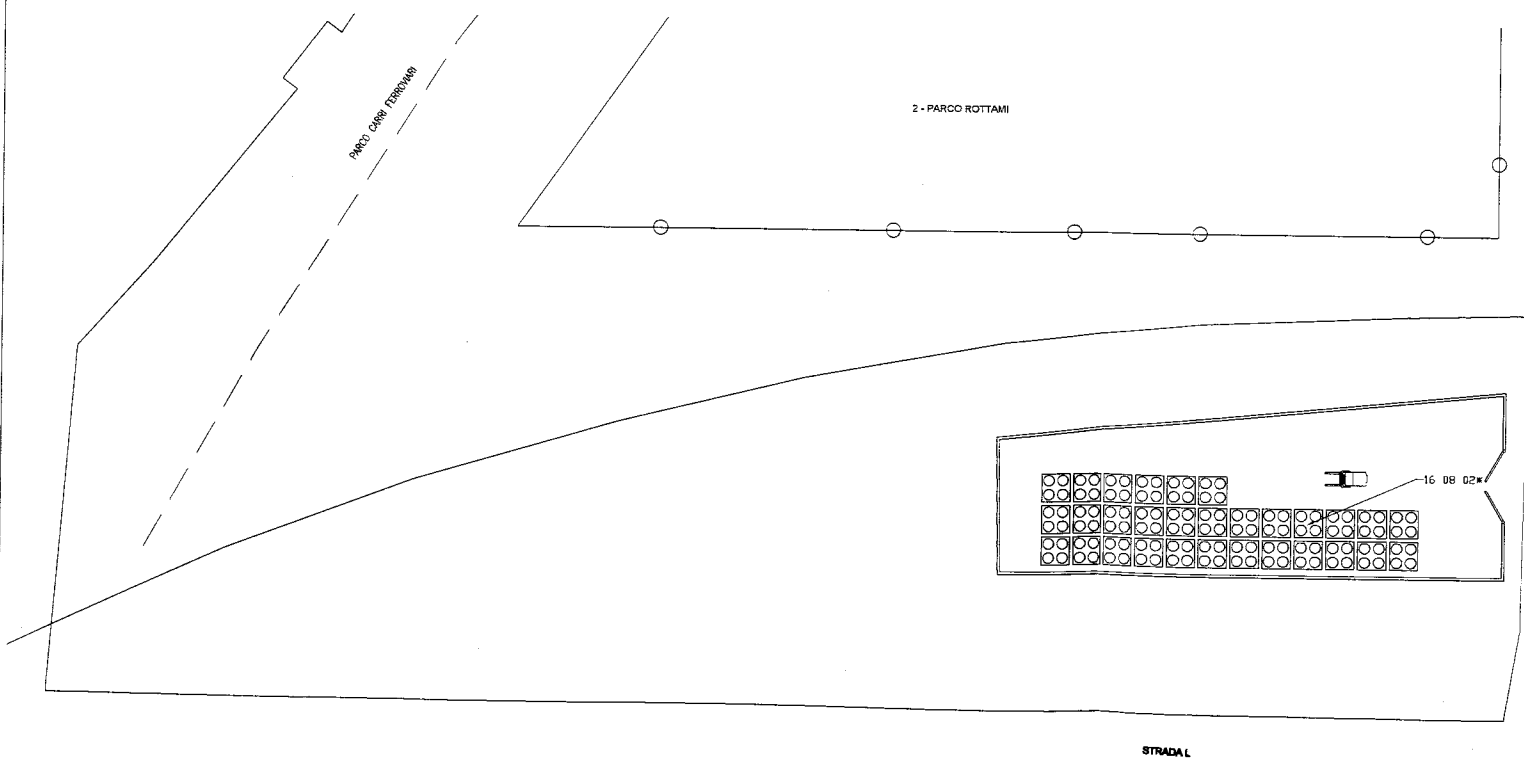 PARCO CARRI FERROVIARI
2 - PARCO ROTTAMI
16 08 02*
STRADA L